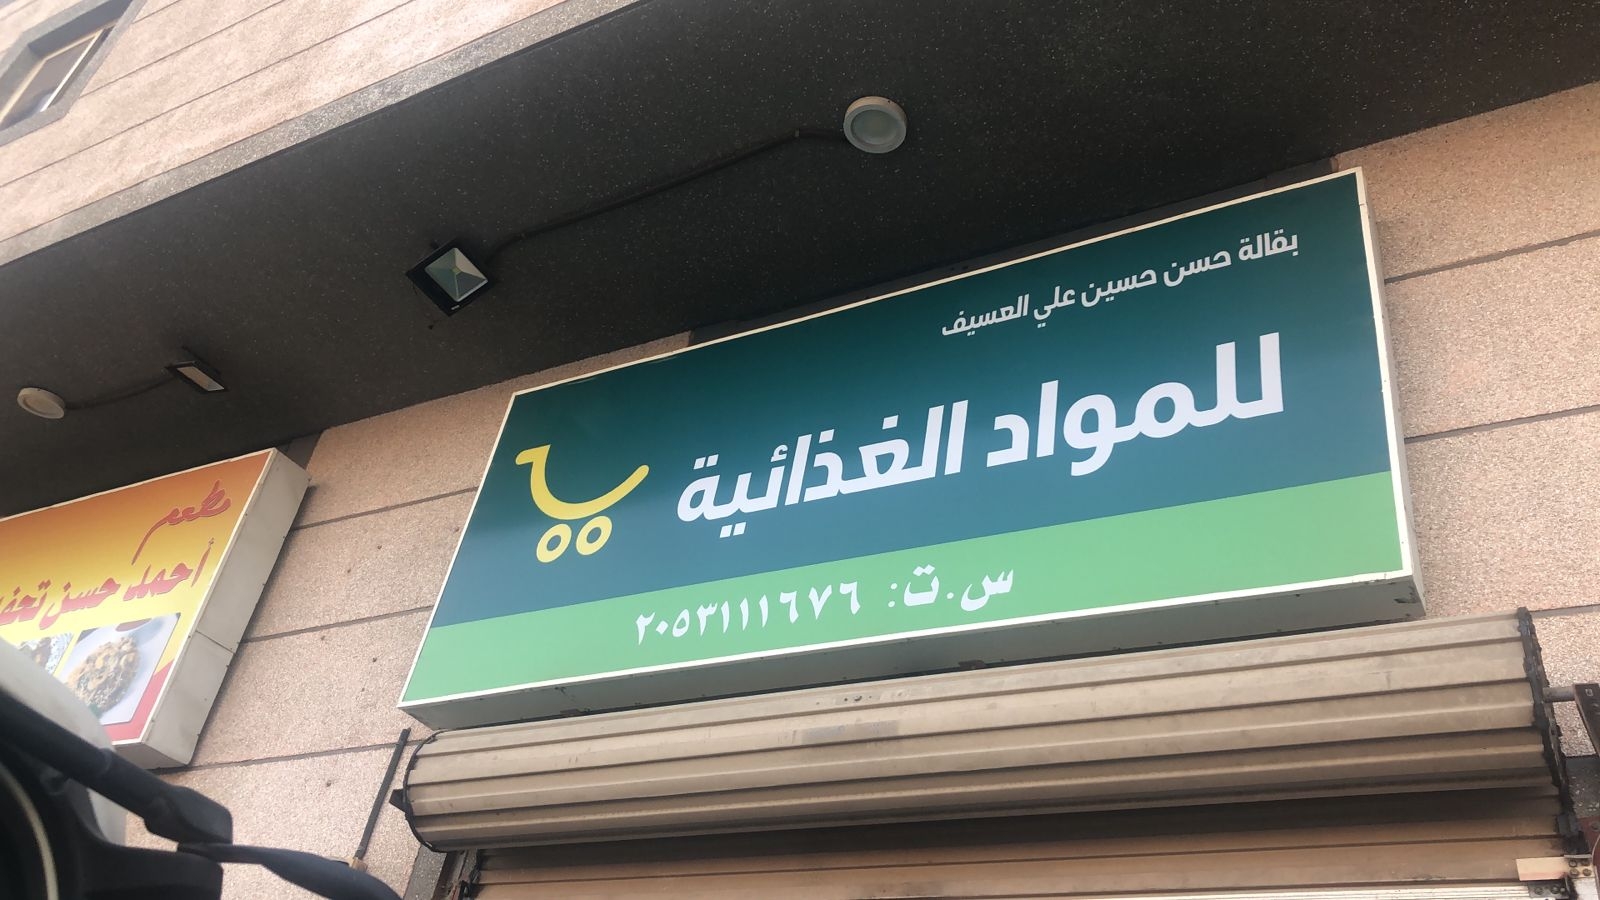 بقالة حسن حسين علي العسيف
للمواد الغذائية
س.ت: ٢٠٥٣١١١٦٧٦
مطعم
أحمد حسن